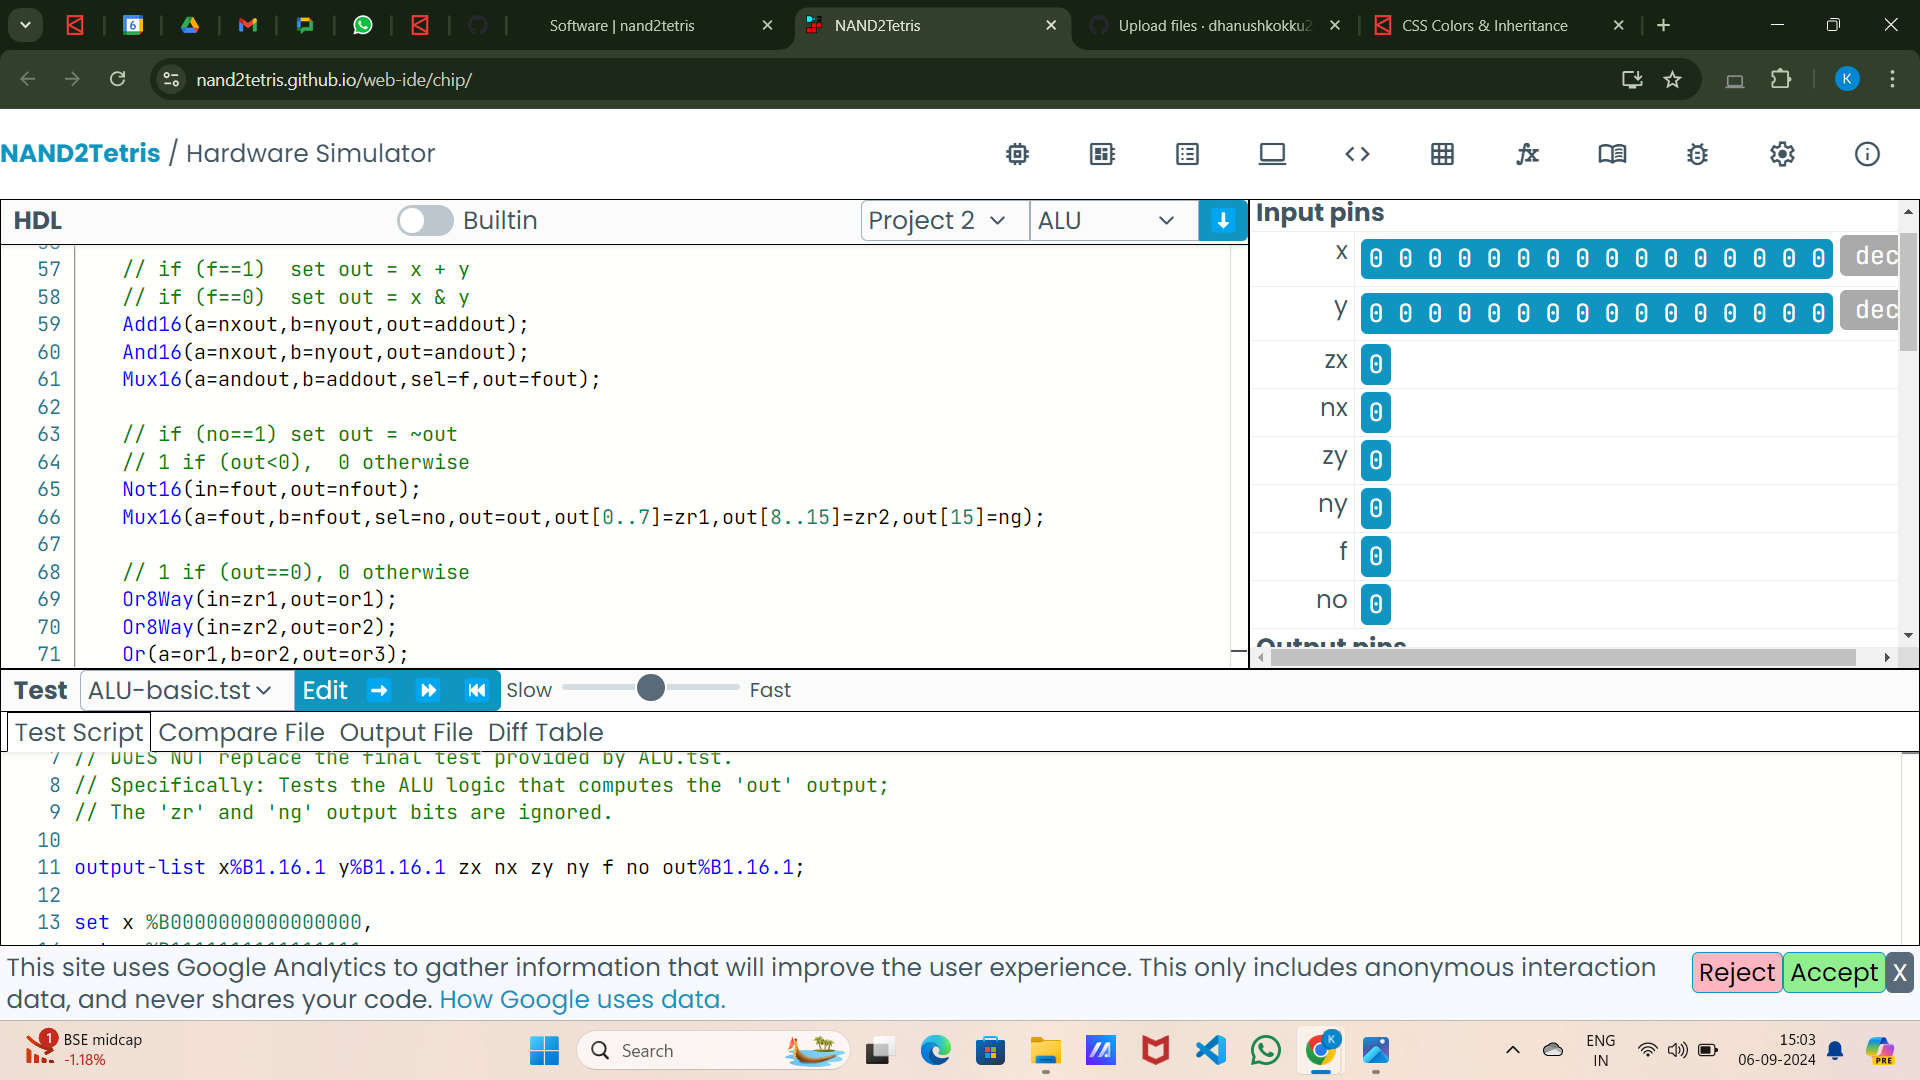 6
Software | nand2tetris
NAND2Tetris
Upload files · dhanushkokku2
CSS Colors & Inheritance
nand2tetris.github.io/web-ide/chip/
K
NAND2Tetris / Hardware Simulator
HDL
Builtin
Project 2
ALU
57 // if (f==1)  set out = x + y
58 // if (f==0)  set out = x & y
59 Add16(a=nxout,b=nyout,out=addout);
60 And16(a=nxout,b=nyout,out=andout);
61 Mux16(a=andout,b=addout,sel=f,out=fout);
62
63 // if (no==1) set out = ~out
64 // 1 if (out<0),  0 otherwise
65 Not16(in=fout,out=nfout);
66 Mux16(a=fout,b=nfout,sel=no,out=out,out[0..7]=zr1,out[8..15]=zr2,out[15]=ng);
67
68 // 1 if (out==0), 0 otherwise
69 Or8Way(in=zr1,out=or1);
70 Or8Way(in=zr2,out=or2);
71 Or(a=or1,b=or2,out=or3);
Input pins
x 0 0 0 0 0 0 0 0 0 0 0 0 0 0 0 0 dec
y 0 0 0 0 0 0 0 0 0 0 0 0 0 0 0 0 dec
zx 0
nx 0
zy 0
ny 0
f 0
no 0
Output pins
Test ALU-basic.tst Edit Slow Fast
Test Script Compare File Output File Diff Table
7 // DOES NOT replace the final test provided by ALU.tst.
8 // Specifically: Tests the ALU logic that computes the 'out' output;
9 // The 'zr' and 'ng' output bits are ignored.
10
11 output-list x%B1.16.1 y%B1.16.1 zx nx zy ny f no out%B1.16.1;
12
13 set x %B0000000000000000,
This site uses Google Analytics to gather information that will improve the user experience. This only includes anonymous interaction
data, and never shares your code. How Google uses data.
Reject Accept X
1
BSE midcap
-1.18%
Search
K
ENG
IN
15:03
06-09-2024
PRE